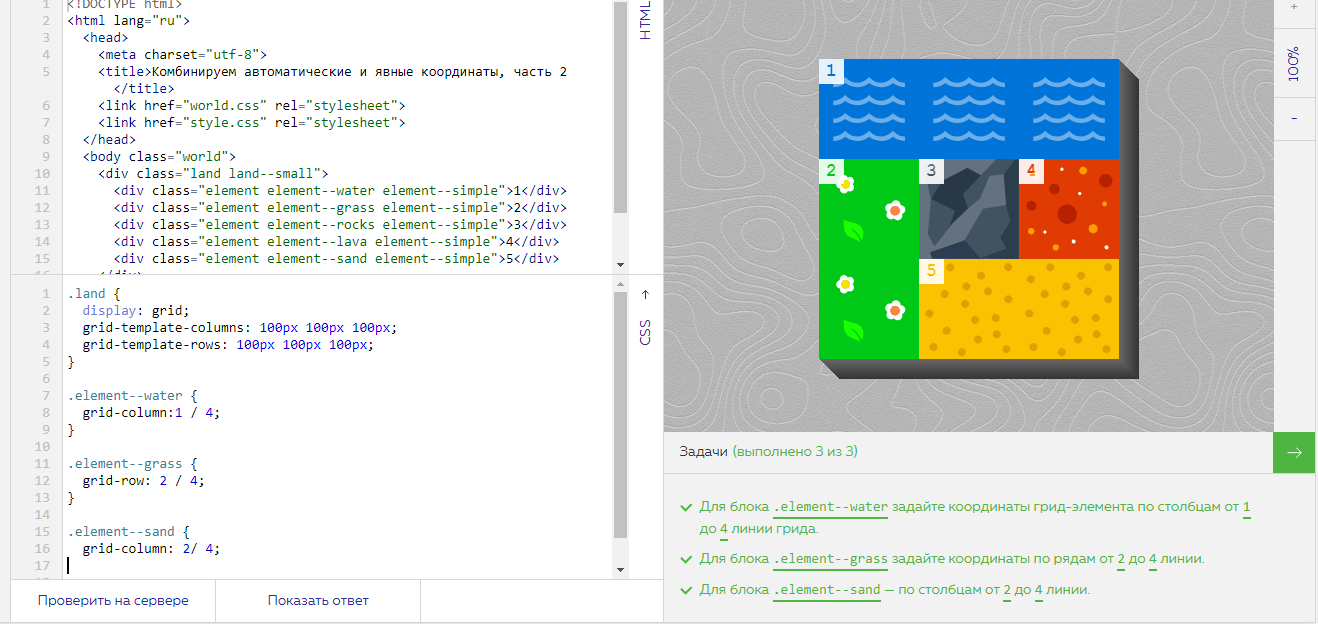 1 <!DOCTYPE html>
2 <html lang="ru">
3 <head>
4 <meta charset="utf-8">
5 <title>Комбинируем автоматические и явные координаты, часть 2
</title>
6 <link href="world.css" rel="stylesheet">
7 <link href="style.css" rel="stylesheet">
8 </head>
9 <body class="world">
10 <div class="land land--small">
11 <div class="element element--water element--simple">1</div>
12 <div class="element element--grass element--simple">2</div>
13 <div class="element element--rocks element--simple">3</div>
14 <div class="element element--lava element--simple">4</div>
15 <div class="element element--sand element--simple">5</div>
16 </div>
HTML
1 .land {
2 display: grid;
3 grid-template-columns: 100px 100px 100px;
4 grid-template-rows: 100px 100px 100px;
5 }
6
7 .element--water {
8 grid-column:1 / 4;
9 }
10
11 .element--grass {
12 grid-row: 2 / 4;
13 }
14
15 .element--sand {
16 grid-column: 2/ 4;
17
↑
CSS
Проверить на сервере
Показать ответ
1
2
3
4
5
+
100%
-
Задачи (выполнено 3 из 3)
→
Для блока .element--water задайте координаты грид-элемента по столбцам от 1
до 4 линии грида.
Для блока .element--grass задайте координаты по рядам от 2 до 4 линии.
Для блока .element--sand — по столбцам от 2 до 4 линии.